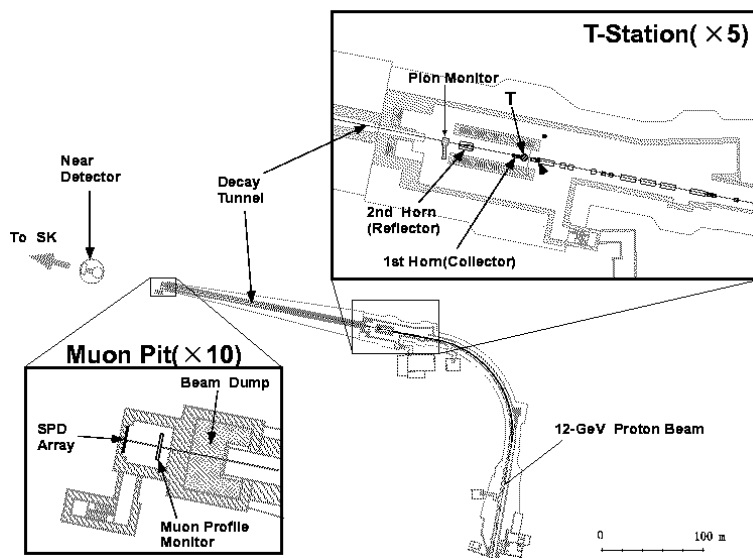 T-Station( ×5)
Pion Monitor
T
Near
Detector
Decay
Tunnel
2nd Horn
(Reflector)
To SK
1st Horn(Collector)
Muon Pit( ×10)
Beam Dump
SPD
Array
12-GeV Proton Beam
Muon Profile
Monitor
0
100 m